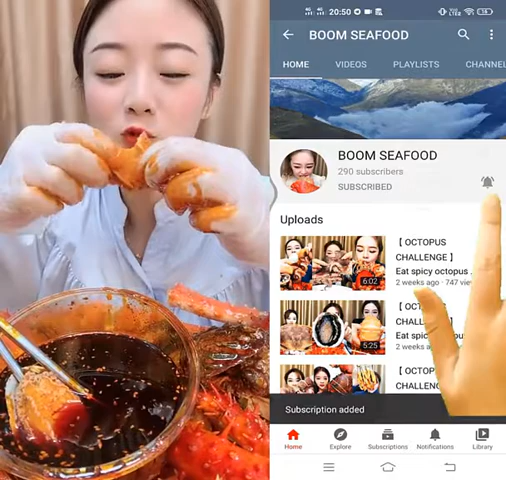 20:50
BOOM SEAFOOD
HOME VIDEOS PLAYLISTS CHANNEL
BOOM SEAFOOD
290 subscribers
SUBSCRIBED
Uploads
【 OCTOPUS
CHALLENGE 】
Eat spicy octopus ..
2 weeks ago · 747 view
6:02
【 OCT
CHALL
Eat spicy
2 weeks
5:25
【 OCTOP
CHALLE
Subscription added
Home Explore Subscriptions Notifications Library